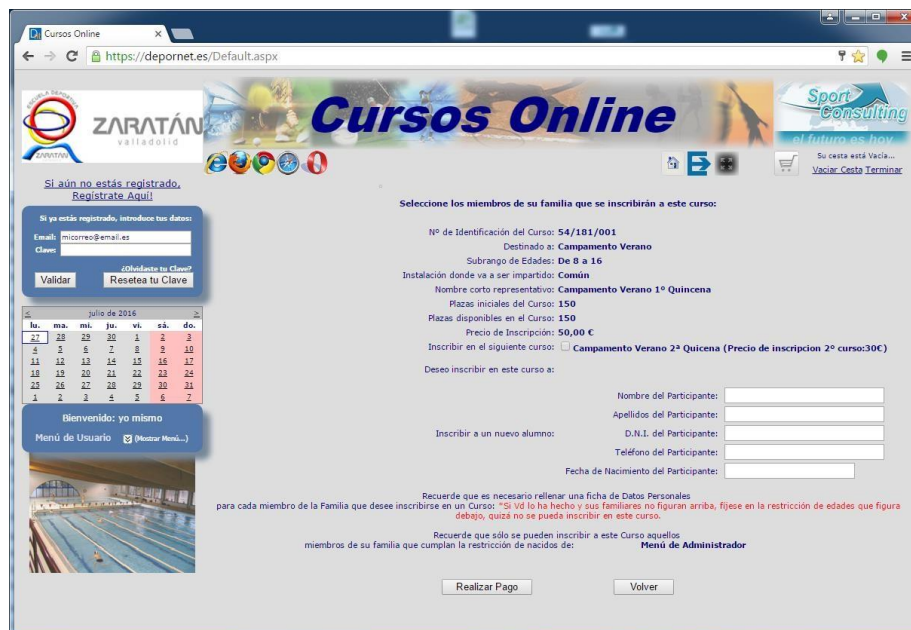 Cursos Online
https://depornet.es/Default.aspx
ESCUELA DEPORTIVA
ZARATÁN
ZARATÁN
valladolid
Cursos Online
Sport
Consulting
el futuro es hoy
Su cesta está Vacía...
Vaciar Cesta Terminar
Si aún no estás registrado,
Regístrate Aquí!
Si ya estás registrado, introduce tus datos:
Email: micorreo@email.es
Clave:
¿Olvidaste tu Clave?
Validar Resetea tu Clave
< julio de 2016 >
lu. ma. mi. ju. vi. sá. do.
27 28 29 30 1 2 3
4 5 6 7 8 9 10
11 12 13 14 15 16 17
18 19 20 21 22 23 24
25 26 27 28 29 30 31
1 2 3 4 5 6 7
Bienvenido: yo mismo
Menú de Usuario (Mostrar Menú...)
Seleccione los miembros de su familia que se inscribirán a este curso:
Nº de Identificación del Curso: 54/181/001
Destinado a: Campamento Verano
Subrango de Edades: De 8 a 16
Instalación donde va a ser impartido: Común
Nombre corto representativo: Campamento Verano 1º Quincena
Plazas iniciales del Curso: 150
Plazas disponibles en el Curso: 150
Precio de Inscripción: 50,00 €
Inscribir en el siguiente curso: Campamento Verano 2ª Quicena (Precio de inscripcion 2º curso:30€)
Deseo inscribir en este curso a:
Inscribir a un nuevo alumno:
Nombre del Participante:
Apellidos del Participante:
D.N.I. del Participante:
Teléfono del Participante:
Fecha de Nacimiento del Participante:
Recuerde que es necesario rellenar una ficha de Datos Personales
para cada miembro de la Familia que desee inscribirse en un Curso: "Si Vd lo ha hecho y sus familiares no figuran arriba, fíjese en la restricción de edades que figura
debajo, quizá no se pueda inscribir en este curso.
Recuerde que sólo se pueden inscribir a este Curso aquellos
miembros de su familia que cumplan la restricción de nacidos de: Menú de Administrador
Realizar Pago Volver